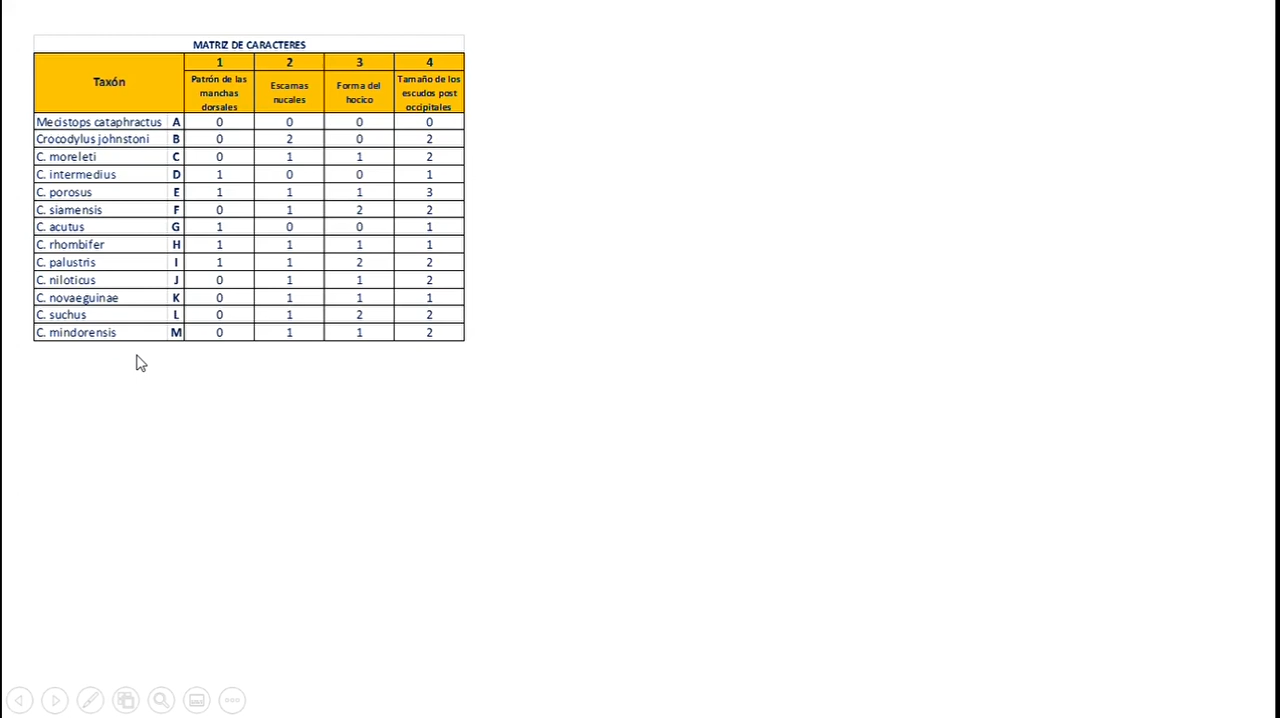 MATRIZ DE CARACTERES
Taxón 1 2 3 4
Patrón de las manchas dorsales
Escamas nucales
Forma del hocico
Tamaño de los escudos post occipitales
Mecistops cataphractus A 0 0 0 0
Crocodylus johnstoni B 0 2 0 2
C. moreleti C 0 1 1 2
C. intermedius D 1 0 0 1
C. porosus E 1 1 1 3
C. siamensis F 0 1 2 2
C. acutus G 1 0 0 1
C. rhombifer H 1 1 1 1
C. palustris I 1 1 2 2
C. niloticus J 0 1 1 2
C. novaeguinae K 0 1 1 1
C. suchus L 0 1 2 2
C. mindorensis M 0 1 1 2